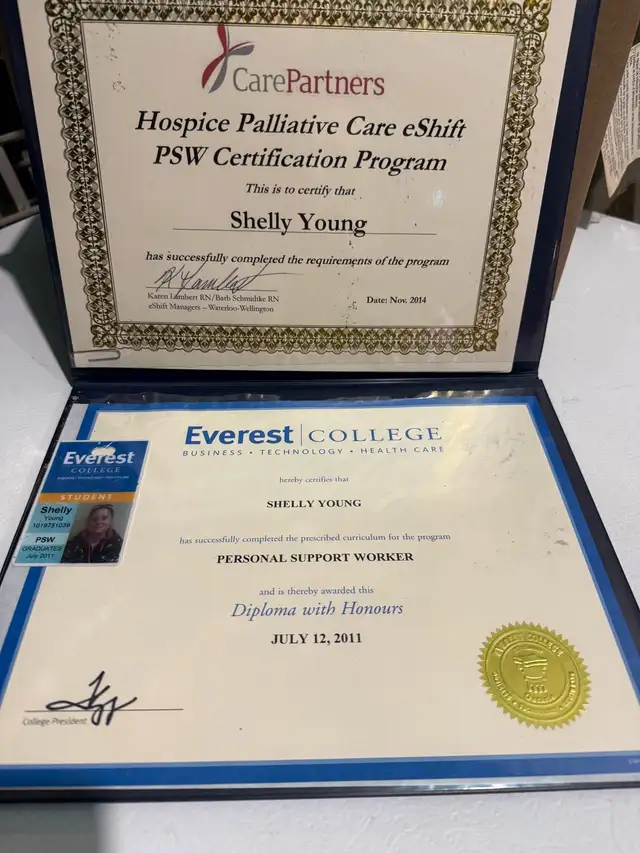 CarePartners
Hospice Palliative Care eShift
PSW Certification Program
This is to certify that
Shelly Young
has successfully completed the requirements of the program
Karen Lambert RN/Barb Schmidtke RN
eShift Managers – Waterloo-Wellington
Date: Nov. 2014
Everest COLLEGE
BUSINESS • TECHNOLOGY • HEALTH CARE
hereby certifies that
SHELLY YOUNG
has successfully completed the prescribed curriculum for the program
PERSONAL SUPPORT WORKER
and is thereby awarded this
Diploma with Honours
JULY 12, 2011
College President
Everest
COLLEGE
STUDENT
Shelly
Young
1019751039
PSW
GRADUATES
July 2011